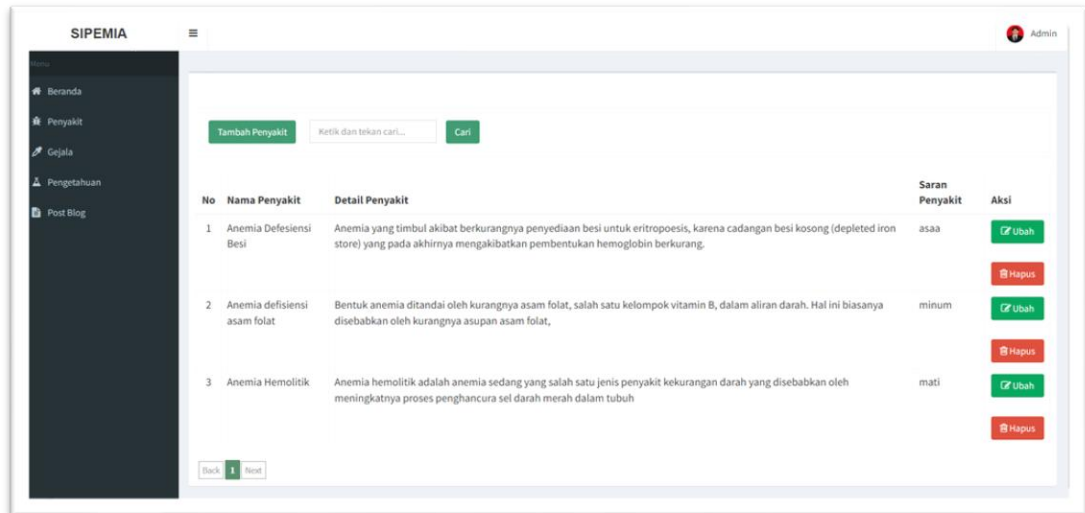 SIPEMIA
Admin
Menu
Beranda
Penyakit
Gejala
Pengetahuan
Post Blog
Tambah Penyakit
Ketik dan tekan cari...
Cari
No Nama Penyakit Detail Penyakit Saran Penyakit Aksi
1 Anemia Defesiensi Besi
Anemia yang timbul akibat berkurangnya penyediaan besi untuk eritropoesis, karena cadangan besi kosong (depleted iron
store) yang pada akhirnya mengakibatkan pembentukan hemoglobin berkurang.
asaa
Ubah
Hapus
2 Anemia defisiensi asam folat
Bentuk anemia ditandai oleh kurangnya asam folat, salah satu kelompok vitamin B, dalam aliran darah. Hal ini biasanya
disebabkan oleh kurangnya asupan asam folat,
minum
Ubah
Hapus
3 Anemia Hemolitik
Anemia hemolitik adalah anemia sedang yang salah satu jenis penyakit kekurangan darah yang disebabkan oleh
meningkatnya proses penghancura sel darah merah dalam tubuh
mati
Ubah
Hapus
Back 1 Next